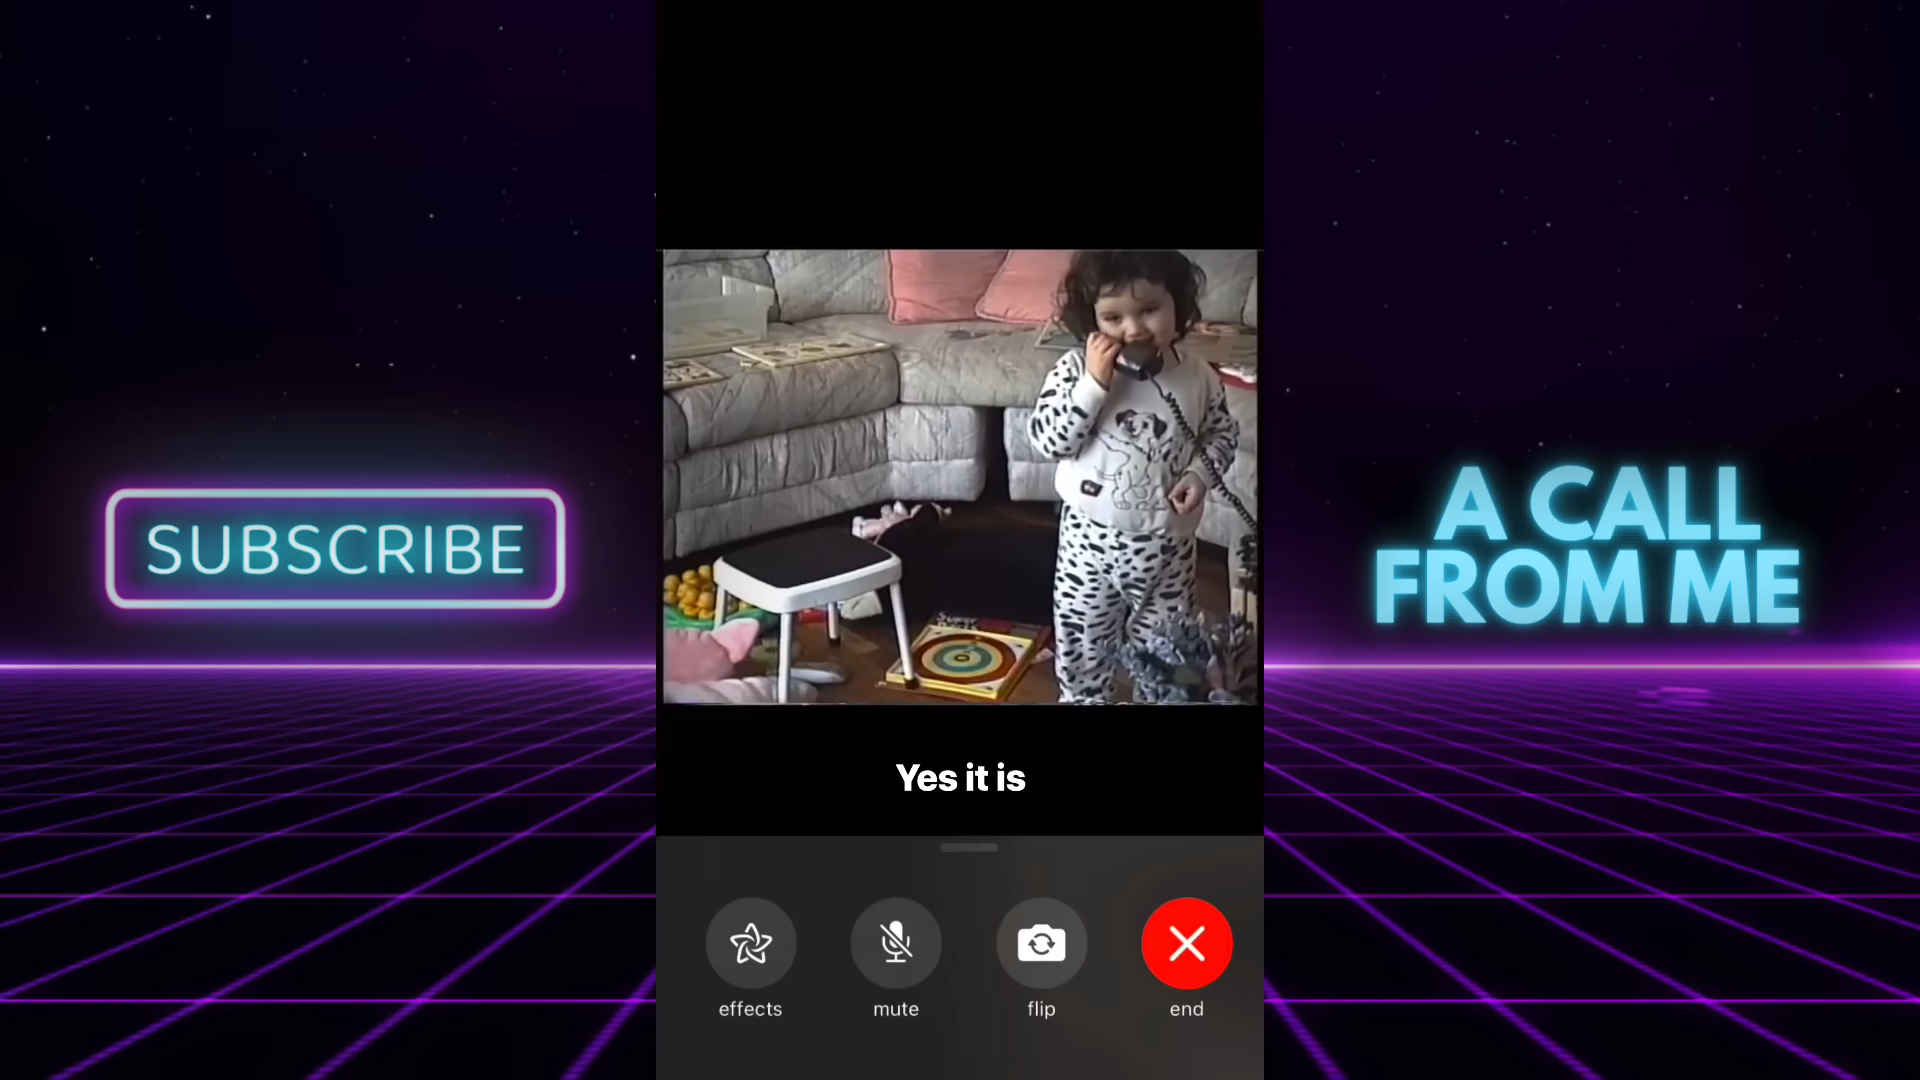 SUBSCRIBE
A CALL
FROM ME
Yes it is
effects
mute
flip
end